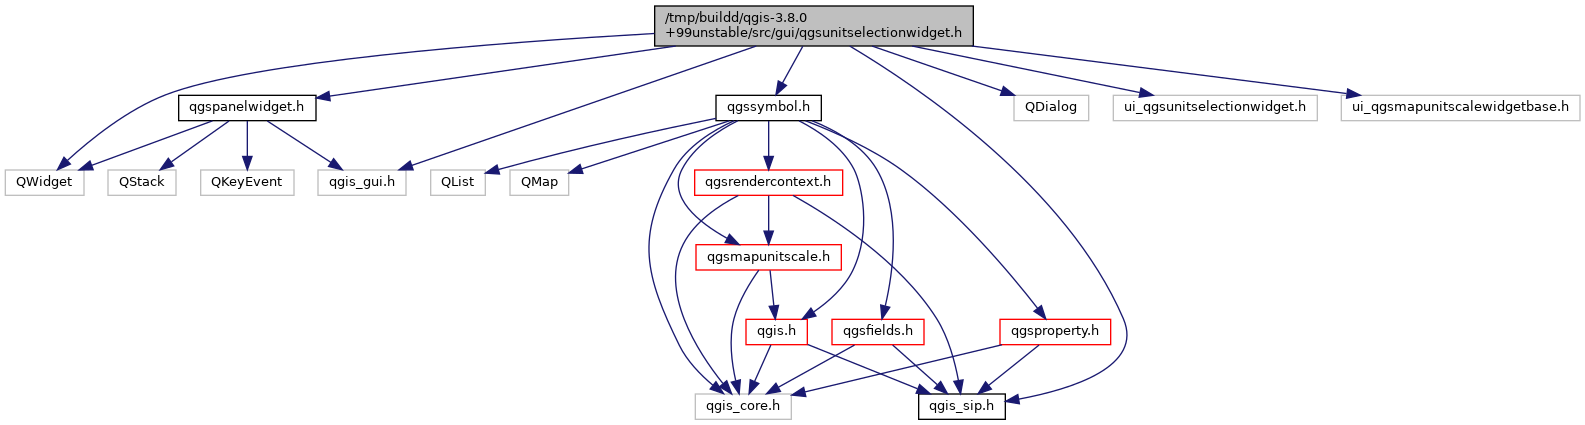 /tmp/buildd/qgis-3.8.0
+99unstable/src/gui/qgsunitselectionwidget.h
qgspanelwidget.h
qgssymbol.h
QDialog
ui_qgsunitselectionwidget.h
ui_qgsmapunitscalewidgetbase.h
QWidget
QStack
QKeyEvent
qgis_gui.h
QList
QMap
qgsrendercontext.h
qgsmapunitscale.h
qgis.h
qgsfields.h
qgsproperty.h
qgis_core.h
qgis_sip.h